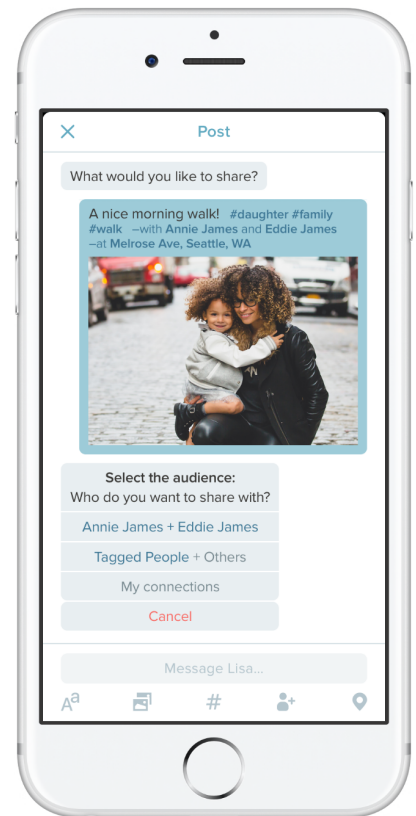 Post
What would you like to share?
A nice morning walk! #daughter #family
#walk –with Annie James and Eddie James
–at Melrose Ave, Seattle, WA
Select the audience:
Who do you want to share with?
Annie James + Eddie James
Tagged People + Others
My connections
Cancel
Message Lisa...
Aa # +